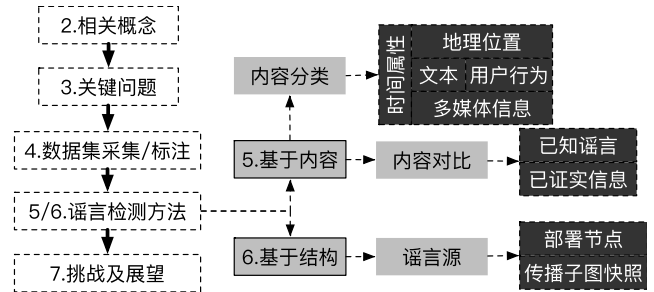 2.相关概念
3.关键问题
4.数据集采集/标注
5/6.谣言检测方法
7.挑战及展望
内容分类
5.基于内容
6.基于结构
内容对比
谣言源
时间属性
地理位置
文本 用户行为
多媒体信息
已知谣言
已证实信息
部署节点
传播子图快照